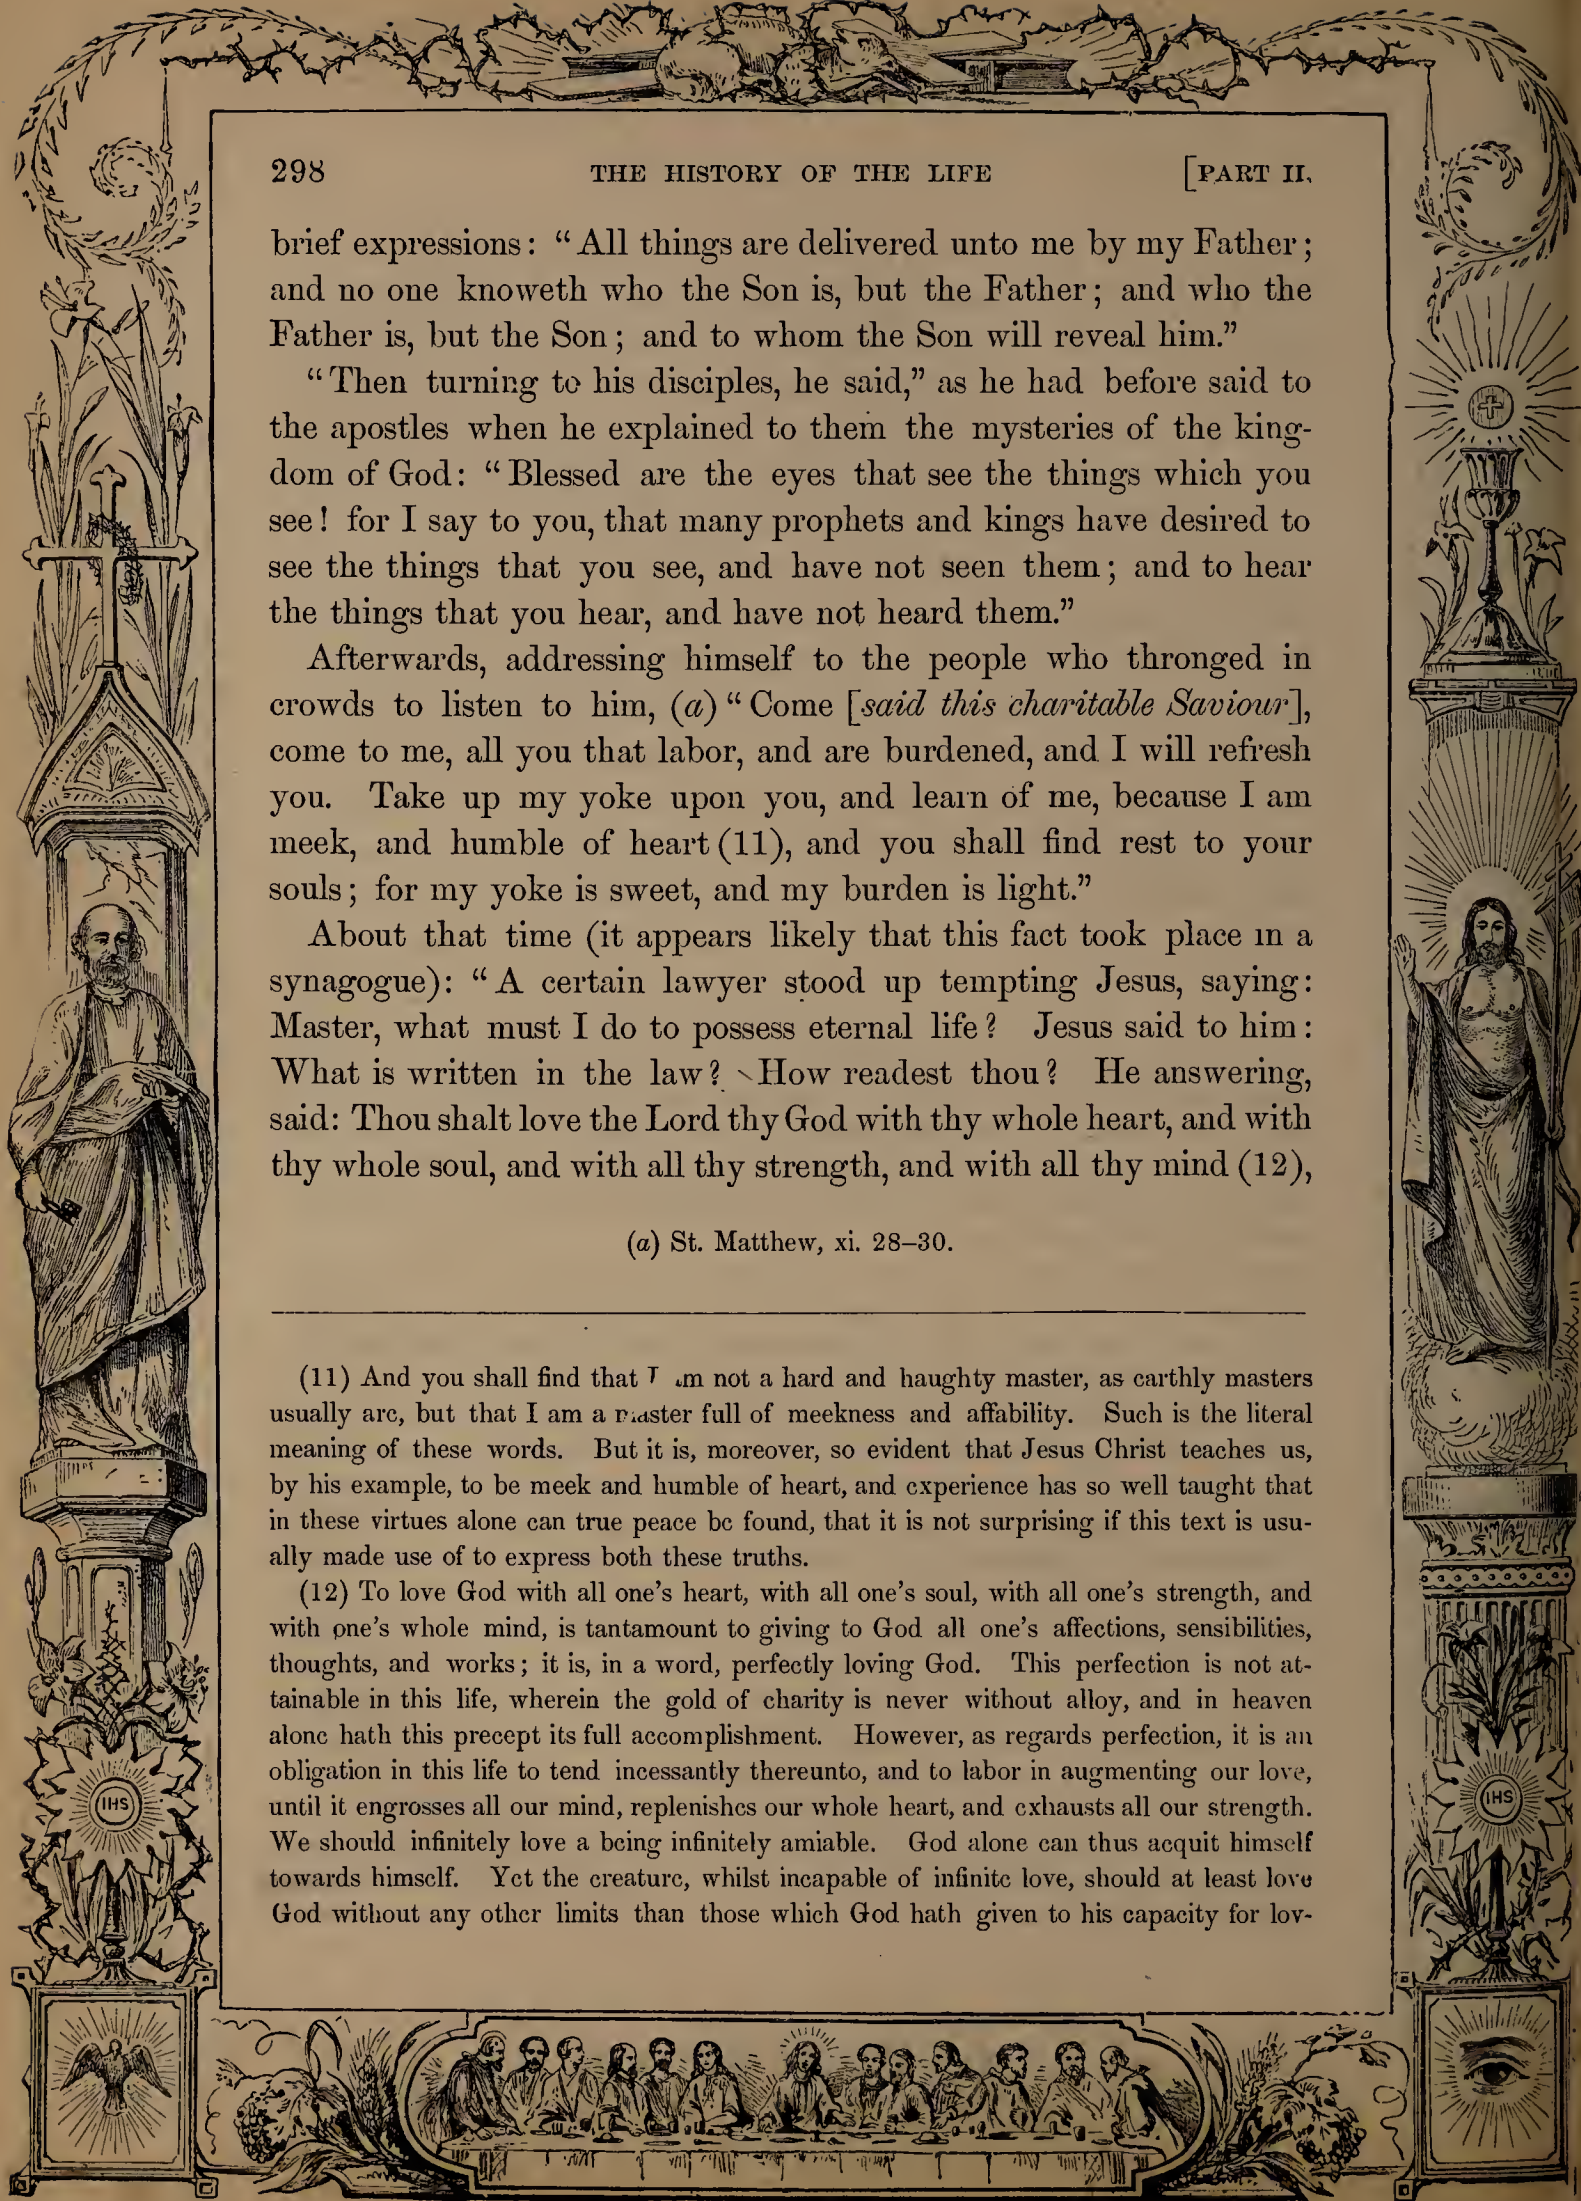 298 THE HISTORY OF THE LIFE [PART II.
brief expressions: “All things are delivered unto me by my Father;
and no one knoweth who the Son is, but the Father; and who the
Father is, but the Son; and to whom the Son will reveal him.”
“Then turning to his disciples, he said,” as he had before said to
the apostles when he explained to them the mysteries of the king-
dom of God: “Blessed are the eyes that see the things which you
see! for I say to you, that many prophets and kings have desired to
see the things that you see, and have not seen them; and to hear
the things that you hear, and have not heard them.”
Afterwards, addressing himself to the people who thronged in
crowds to listen to him, (a) “Come [said this charitable Saviour],
come to me, all you that labor, and are burdened, and I will refresh
you. Take up my yoke upon you, and learn of me, because I am
meek, and humble of heart (11), and you shall find rest to your
souls; for my yoke is sweet, and my burden is light.”
About that time (it appears likely that this fact took place in a
synagogue): “A certain lawyer stood up tempting Jesus, saying:
Master, what must I do to possess eternal life? Jesus said to him:
What is written in the law? How readest thou? He answering,
said: Thou shalt love the Lord thy God with thy whole heart, and with
thy whole soul, and with all thy strength, and with all thy mind (12),
(a) St. Matthew, xi. 28–30.
(11) And you shall find that I am not a hard and haughty master, as earthly masters
usually are, but that I am a master full of meekness and affability. Such is the literal
meaning of these words. But it is, moreover, so evident that Jesus Christ teaches us,
by his example, to be meek and humble of heart, and experience has so well taught that
in these virtues alone can true peace be found, that it is not surprising if this text is usu-
ally made use of to express both these truths.
(12) To love God with all one’s heart, with all one’s soul, with all one’s strength, and
with one’s whole mind, is tantamount to giving to God all one’s affections, sensibilities,
thoughts, and works; it is, in a word, perfectly loving God. This perfection is not at-
tainable in this life, wherein the gold of charity is never without alloy, and in heaven
alone hath this precept its full accomplishment. However, as regards perfection, it is an
obligation in this life to tend incessantly thereunto, and to labor in augmenting our love,
until it engrosses all our mind, replenishes our whole heart, and exhausts all our strength.
We should infinitely love a being infinitely amiable. God alone can thus acquit himself
towards himself. Yet the creature, whilst incapable of infinite love, should at least love
God without any other limits than those which God hath given to his capacity for lov-
IHS
IHS